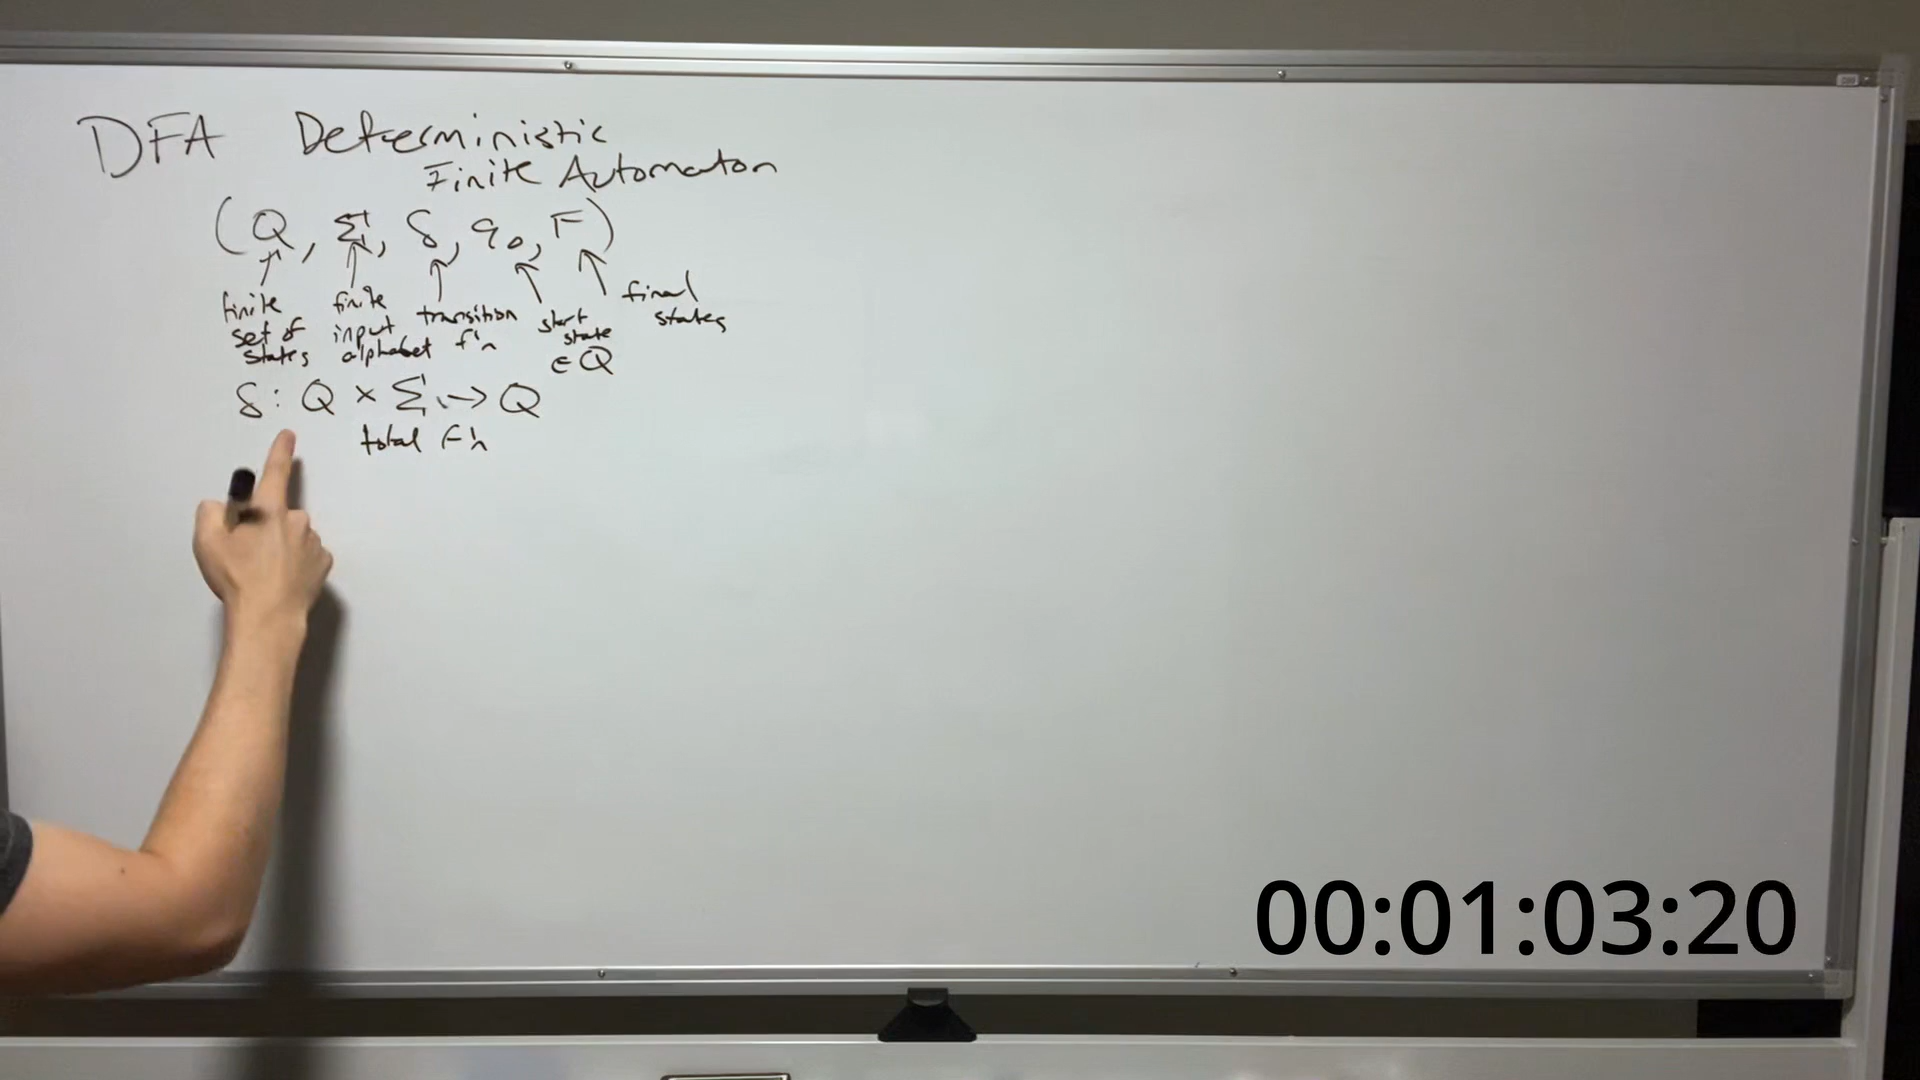 DFA Deterministic
Finite Automaton
(Q, Σ, δ, q₀, F)
finite set of states
finite input alphabet
transition f'n
start state ∈ Q
final states
δ: Q × Σ → Q
total fn
00:01:03:20